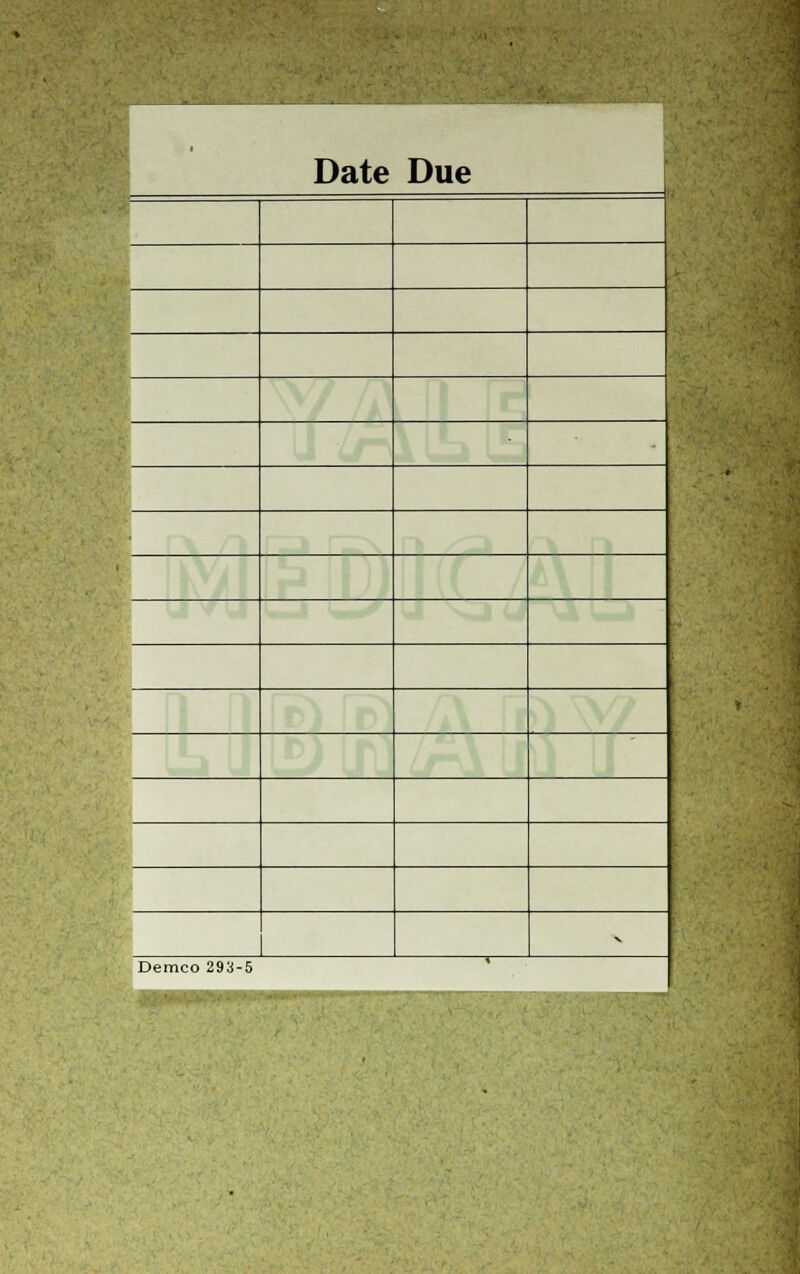 Date Due
YALE
MEDICAL
LIBRARY
Demco 293-5